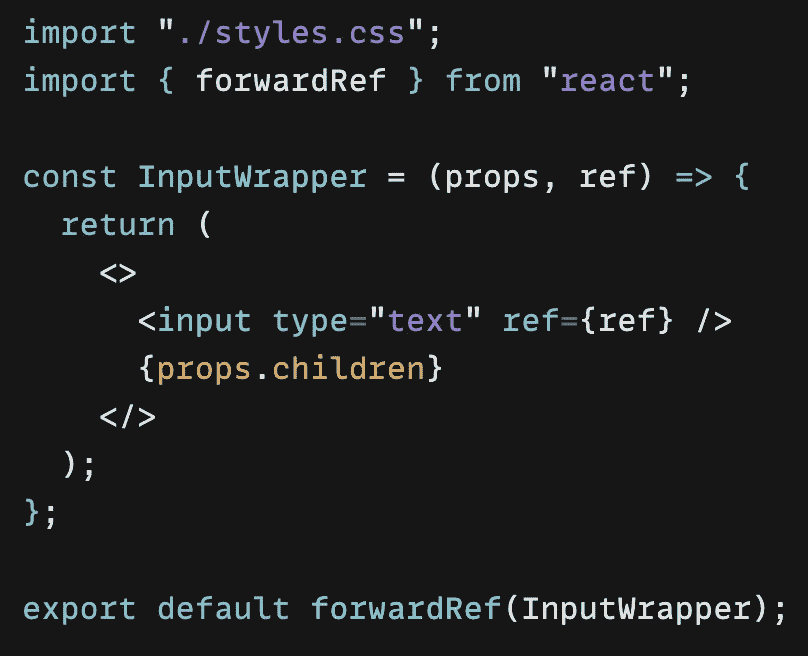 import "./styles.css";
import { forwardRef } from "react";

const InputWrapper = (props, ref) => {
  return (
    <>
      <input type="text" ref={ref} />
      {props.children}
    </>
  );
};

export default forwardRef(InputWrapper);